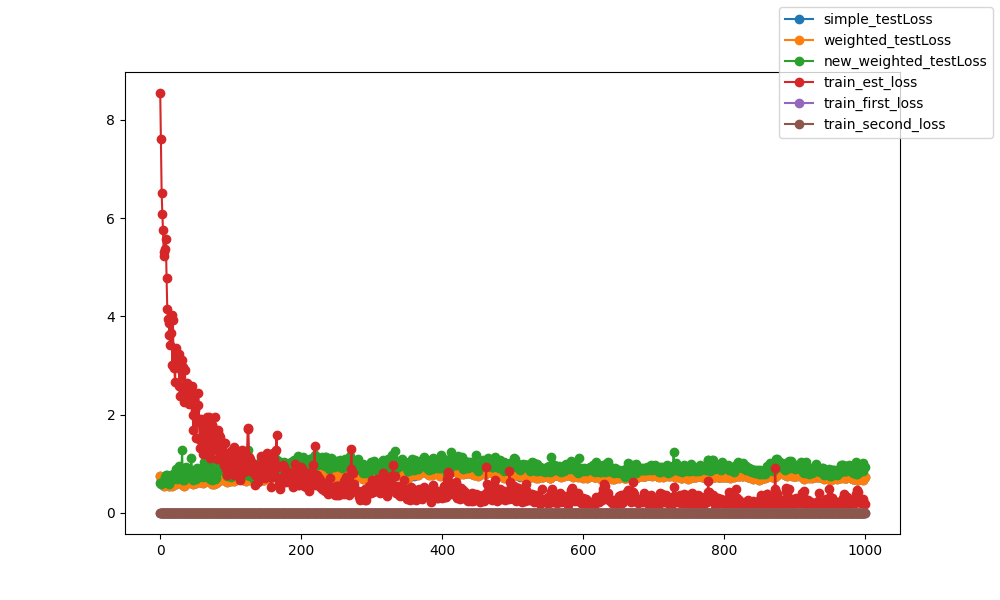 simple_testLoss
weighted_testLoss
new_weighted_testLoss
train_est_loss
train_first_loss
train_second_loss
8
6
4
2
0
0 200 400 600 800 1000